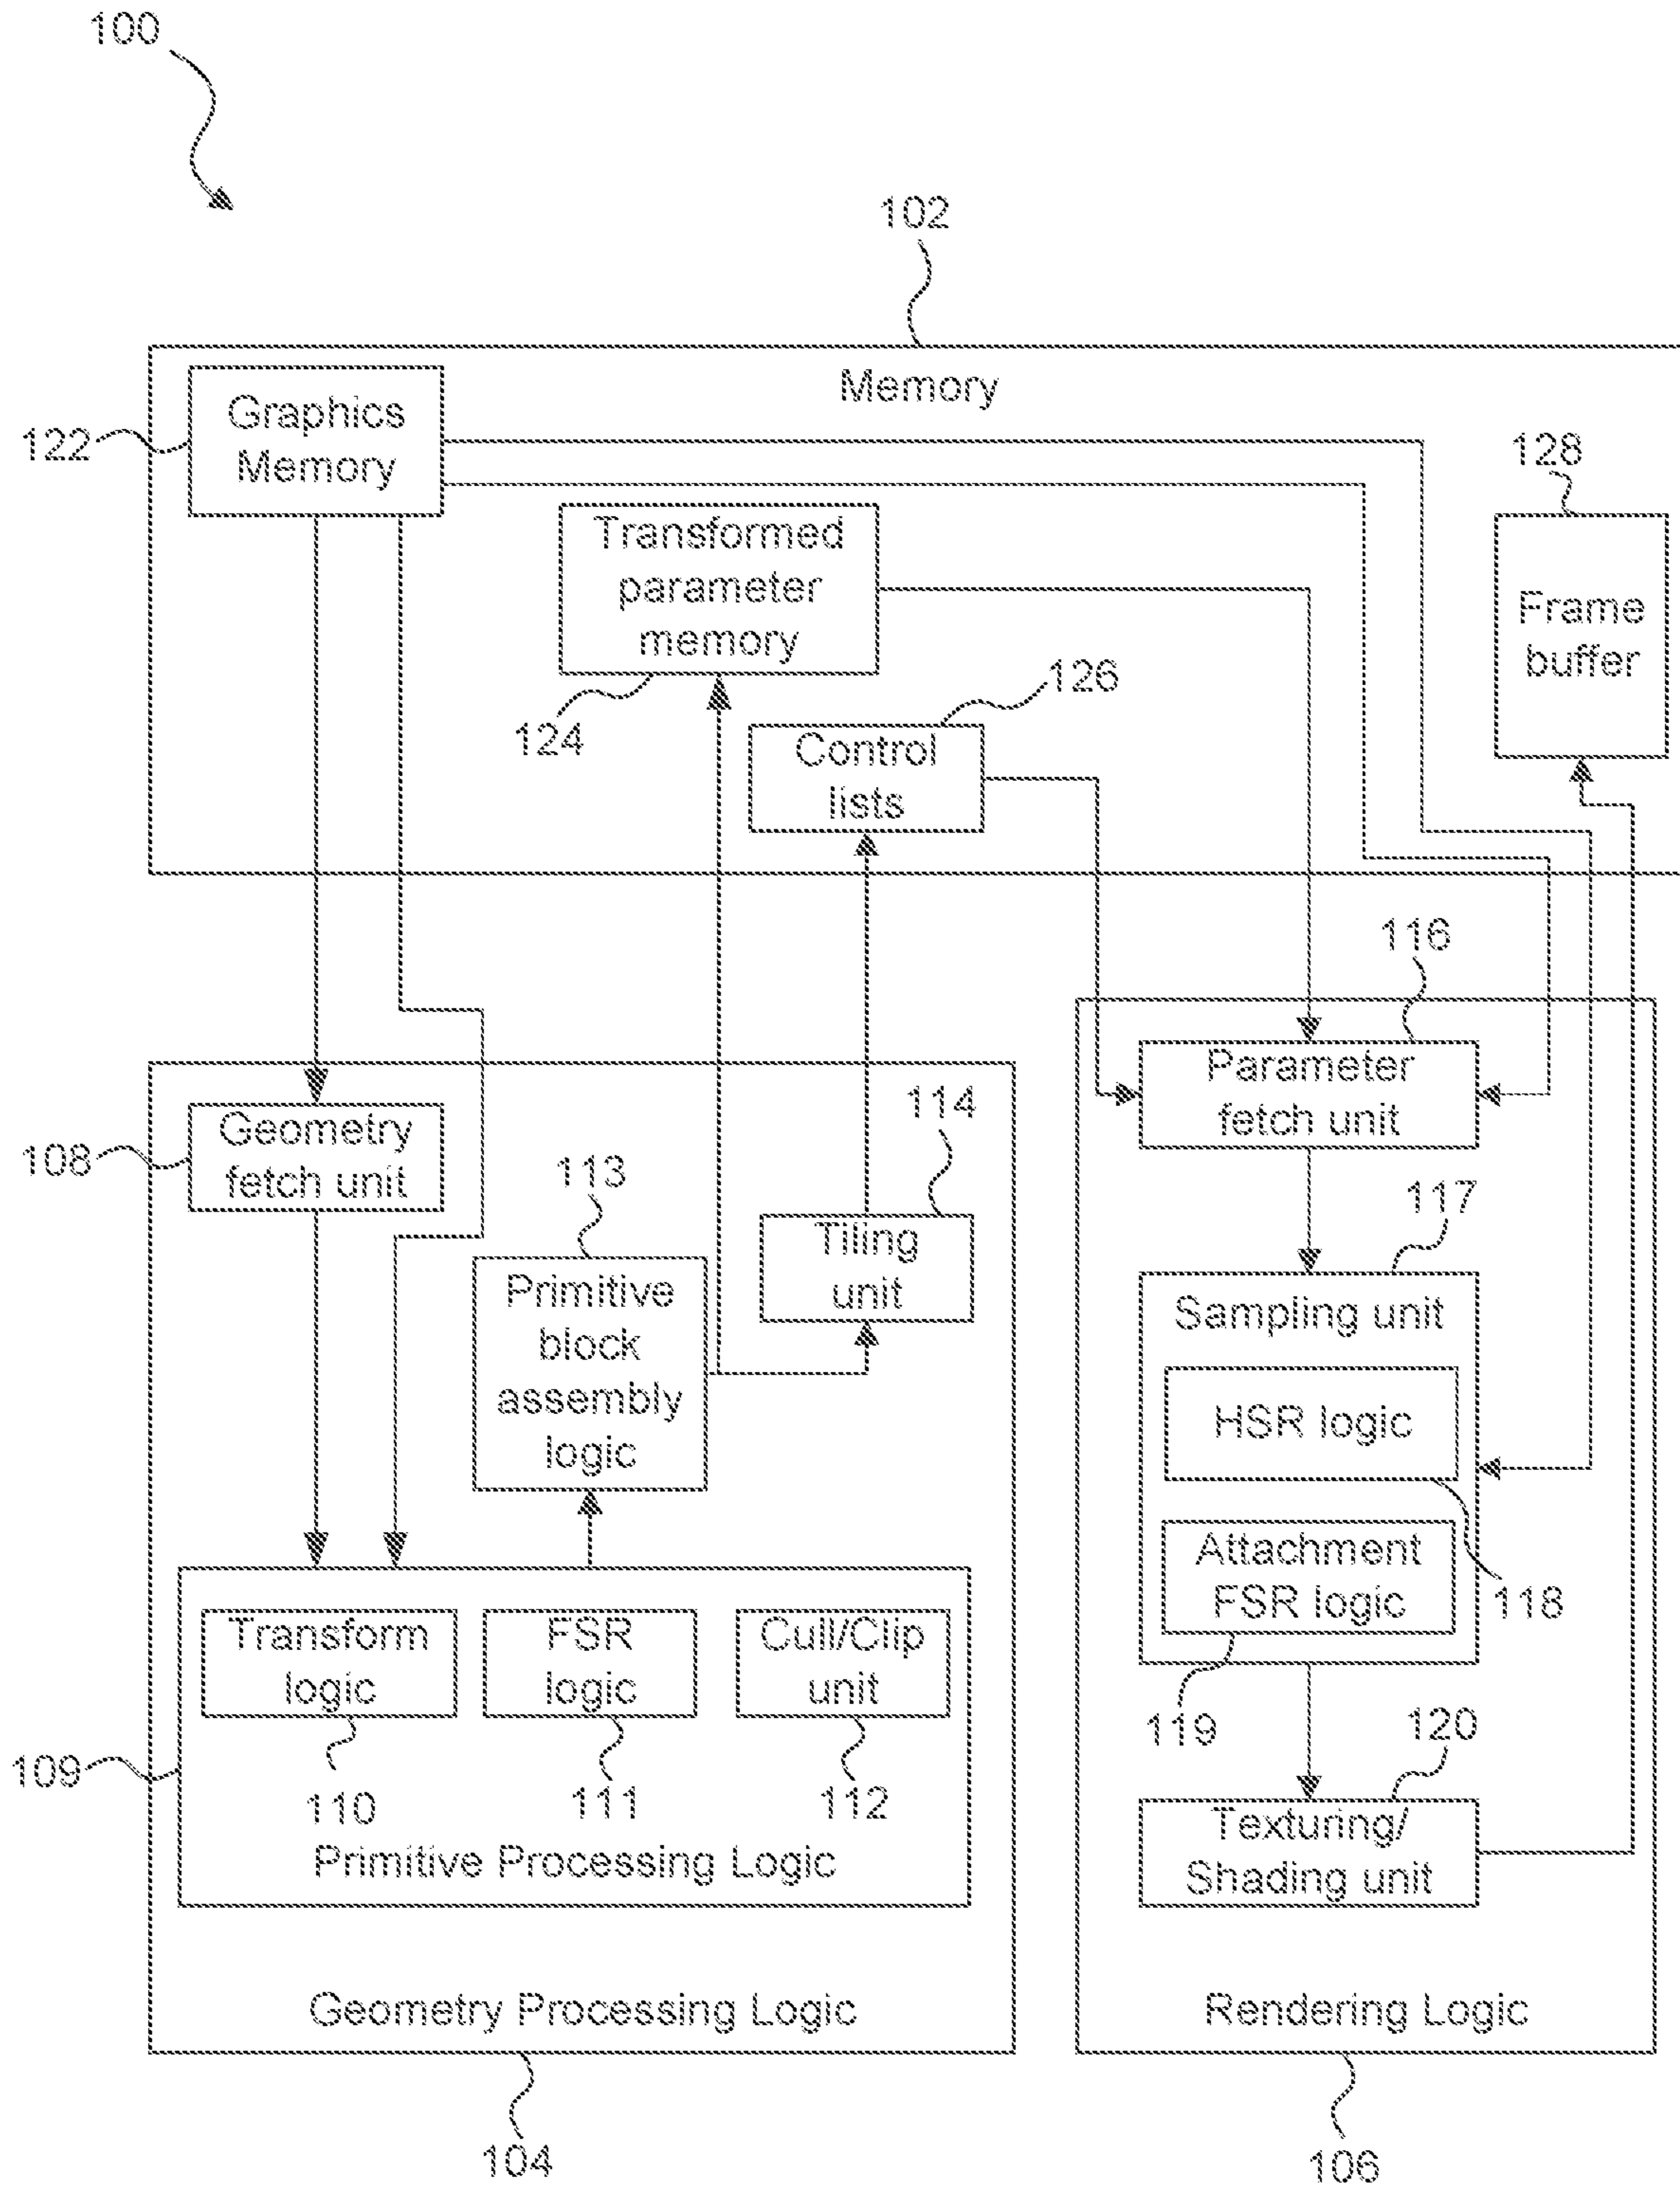 100
102
Memory
Graphics
Memory
122
128
Transformed
parameter
memory
Frame
buffer
124
126
Control
lists
116
Parameter
fetch unit
Geometry
fetch unit
108
114
113
Tiling
unit
117
Primitive
block
assembly
logic
Sampling unit
HSR logic
Attachment
FSR logic
118
119
Transform
logic
FSR
logic
Cull/Clip
unit
109
110
111
112
120
Primitive Processing Logic
Texturing/
Shading unit
Geometry Processing Logic
Rendering Logic
104
106